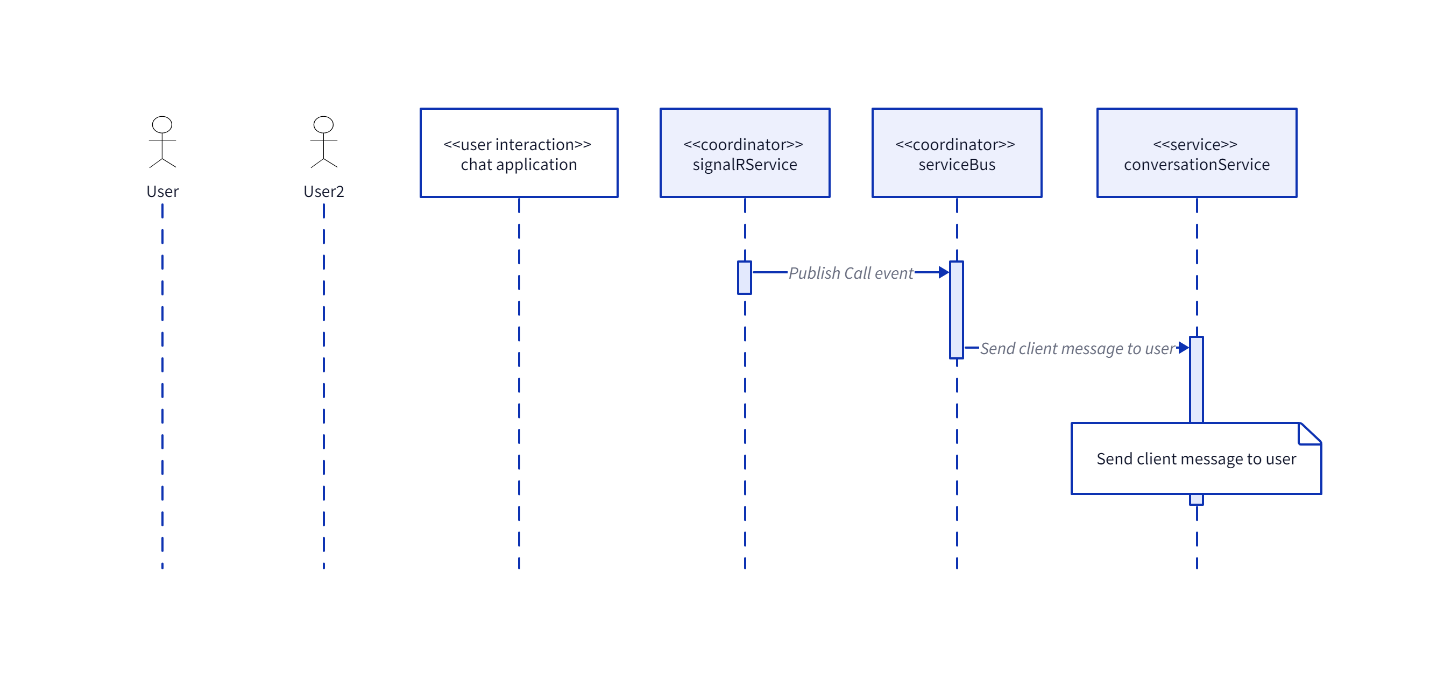 User
User2
<<user interaction>>
chat application
<<coordinator>>
signalRService
<<coordinator>>
serviceBus
<<service>>
conversationService
Publish Call event
Send client message to user
Send client message to user